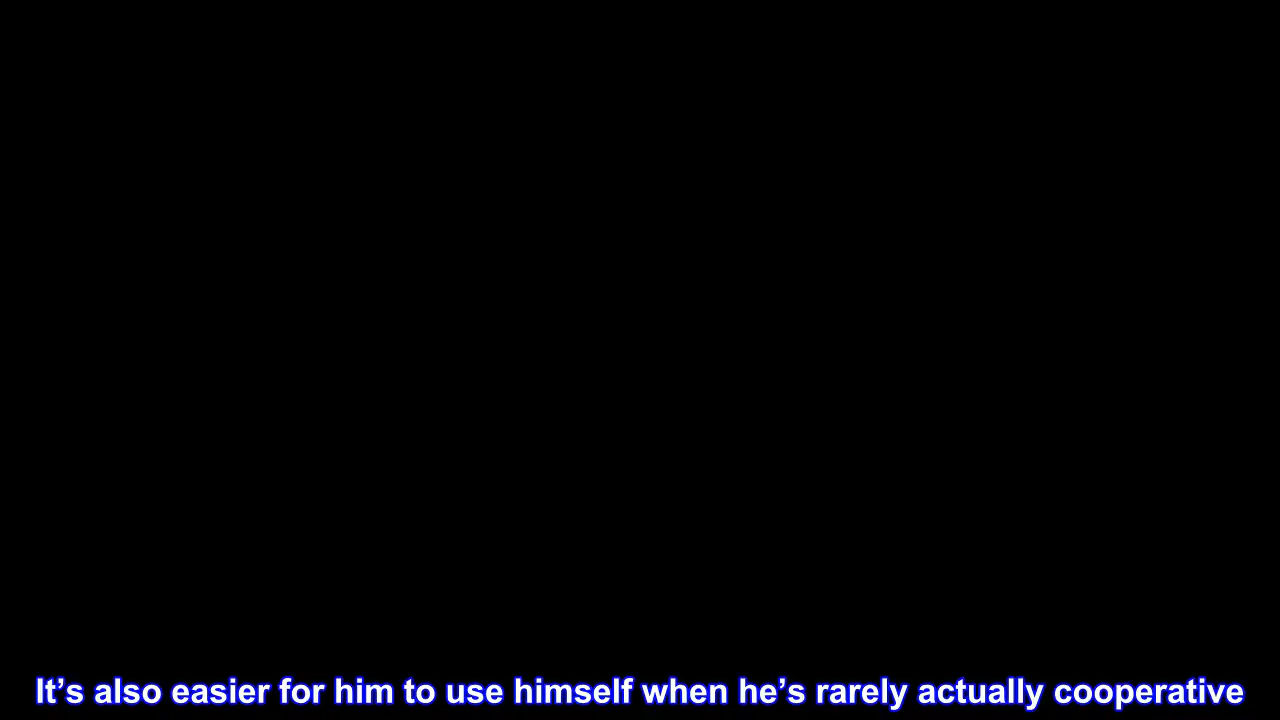 It’s also easier for him to use himself when he’s rarely actually cooperative